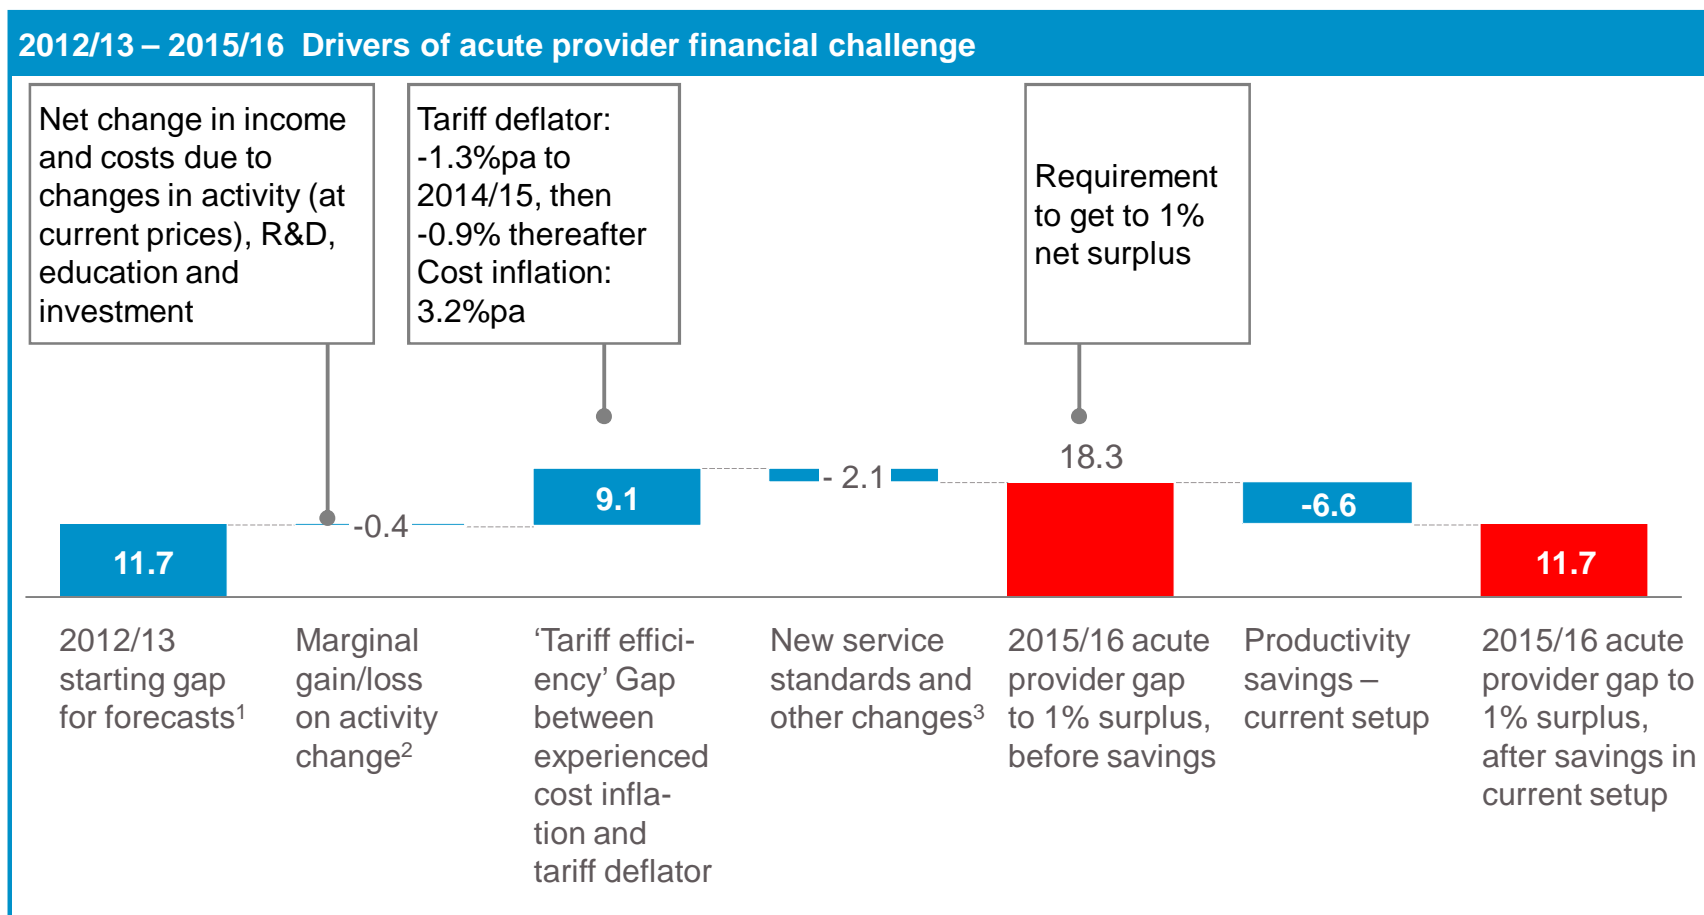 2012/13 – 2015/16  Drivers of acute provider financial challenge
Net change in income
and costs due to
changes in activity (at
current prices), R&D,
education and
investment
Tariff deflator:
-1.3%pa to
2014/15, then
-0.9% thereafter
Cost inflation:
3.2%pa
Requirement
to get to 1%
net surplus
11.7
-0.4
9.1
- 2.1
18.3
-6.6
11.7
2012/13
starting gap
for forecasts¹
Marginal
gain/loss
on activity
change²
‘Tariff effici-
ency’ Gap
between
experienced
cost infla-
tion and
tariff deflator
New service
standards and
other changes³
2015/16 acute
provider gap
to 1% surplus,
before savings
Productivity
savings –
current setup
2015/16 acute
provider gap to
1% surplus,
after savings in
current setup